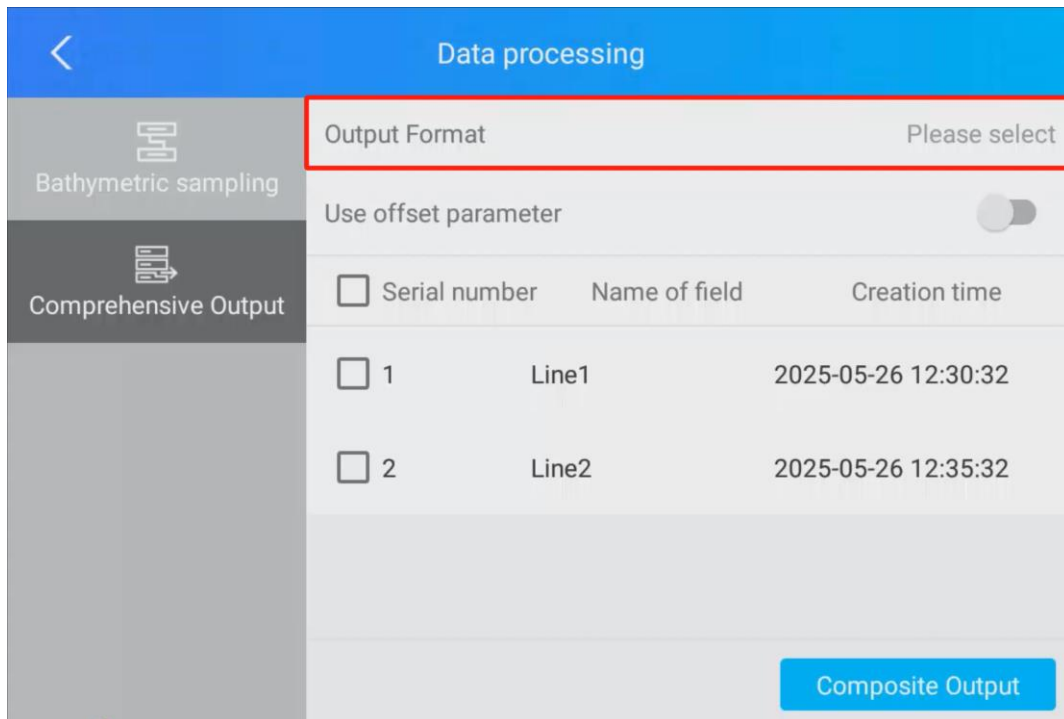 Data processing
Bathymetric sampling
Comprehensive Output
Output Format Please select
Use offset parameter
Serial number Name of field Creation time
1 Line1 2025-05-26 12:30:32
2 Line2 2025-05-26 12:35:32
Composite Output